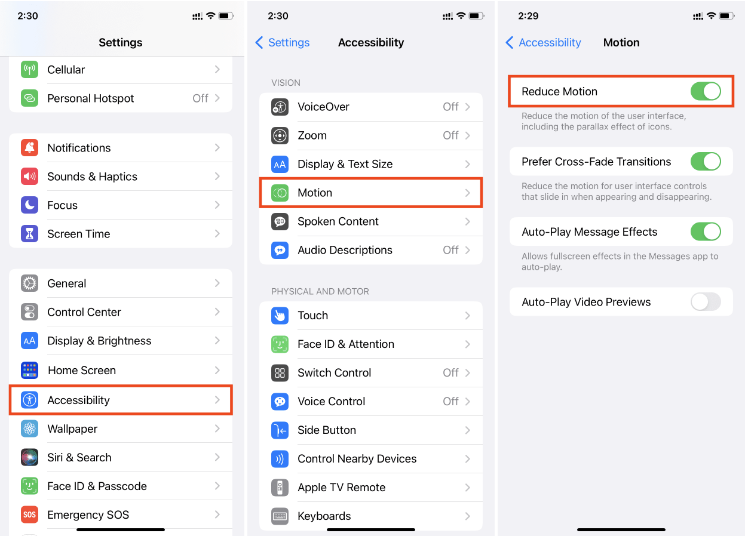 2:30
Settings
Cellular
Personal Hotspot Off
Notifications
Sounds & Haptics
Focus
Screen Time
General
Control Center
AA Display & Brightness
Home Screen
Accessibility
Wallpaper
Siri & Search
Face ID & Passcode
SOS Emergency SOS
2:30
Settings Accessibility
VISION
VoiceOver Off
Zoom Off
AA Display & Text Size
Motion
Spoken Content
Audio Descriptions Off
PHYSICAL AND MOTOR
Touch
Face ID & Attention
Switch Control Off
Voice Control Off
Side Button
Control Nearby Devices
Apple TV Remote
Keyboards
2:29
Accessibility Motion
Reduce Motion
Reduce the motion of the user interface,
including the parallax effect of icons.
Prefer Cross-Fade Transitions
Reduce the motion for user interface controls
that slide in when appearing and disappearing.
Auto-Play Message Effects
Allows fullscreen effects in the Messages app to
auto-play.
Auto-Play Video Previews